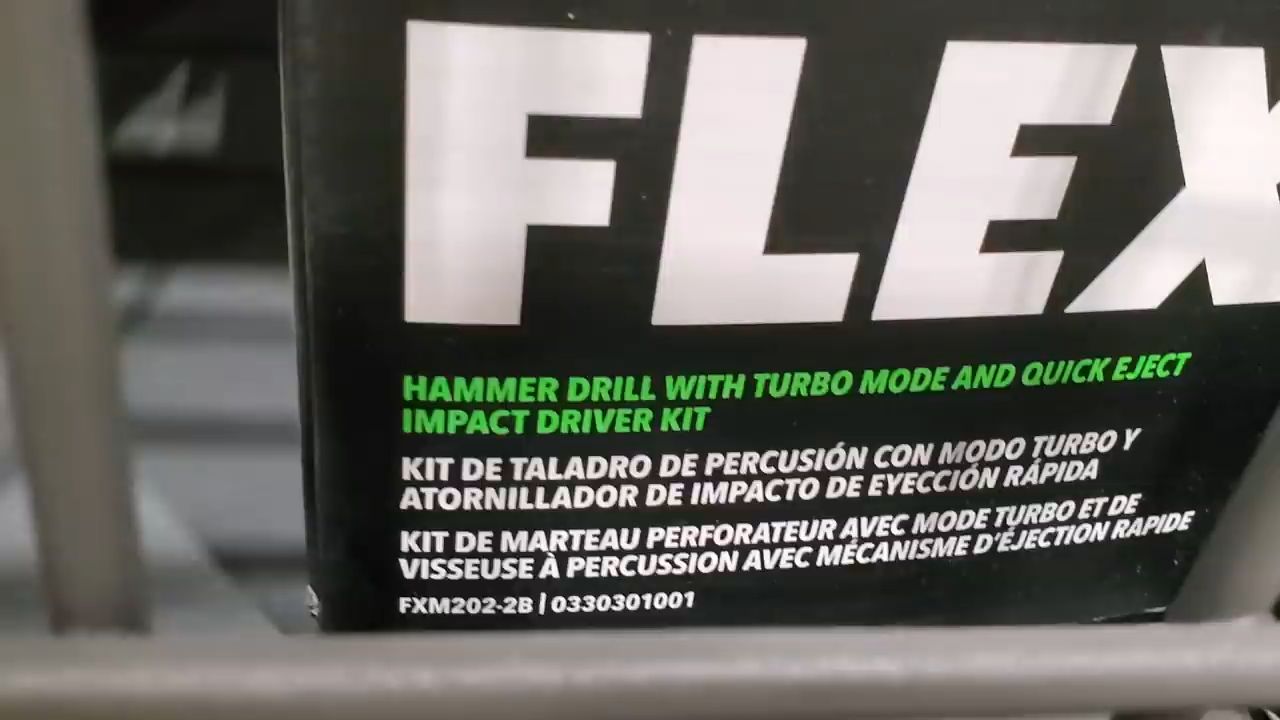 FLEX
HAMMER DRILL WITH TURBO MODE AND QUICK EJECT
IMPACT DRIVER KIT
KIT DE TALADRO DE PERCUSIÓN CON MODO TURBO Y
ATORNILLADOR DE IMPACTO DE EYECCIÓN RÁPIDA
KIT DE MARTEAU PERFORATEUR AVEC MODE TURBO ET DE
VISSEUSE À PERCUSSION AVEC MÉCANISME D'ÉJECTION RAPIDE
FXM202-2B | 0330301001